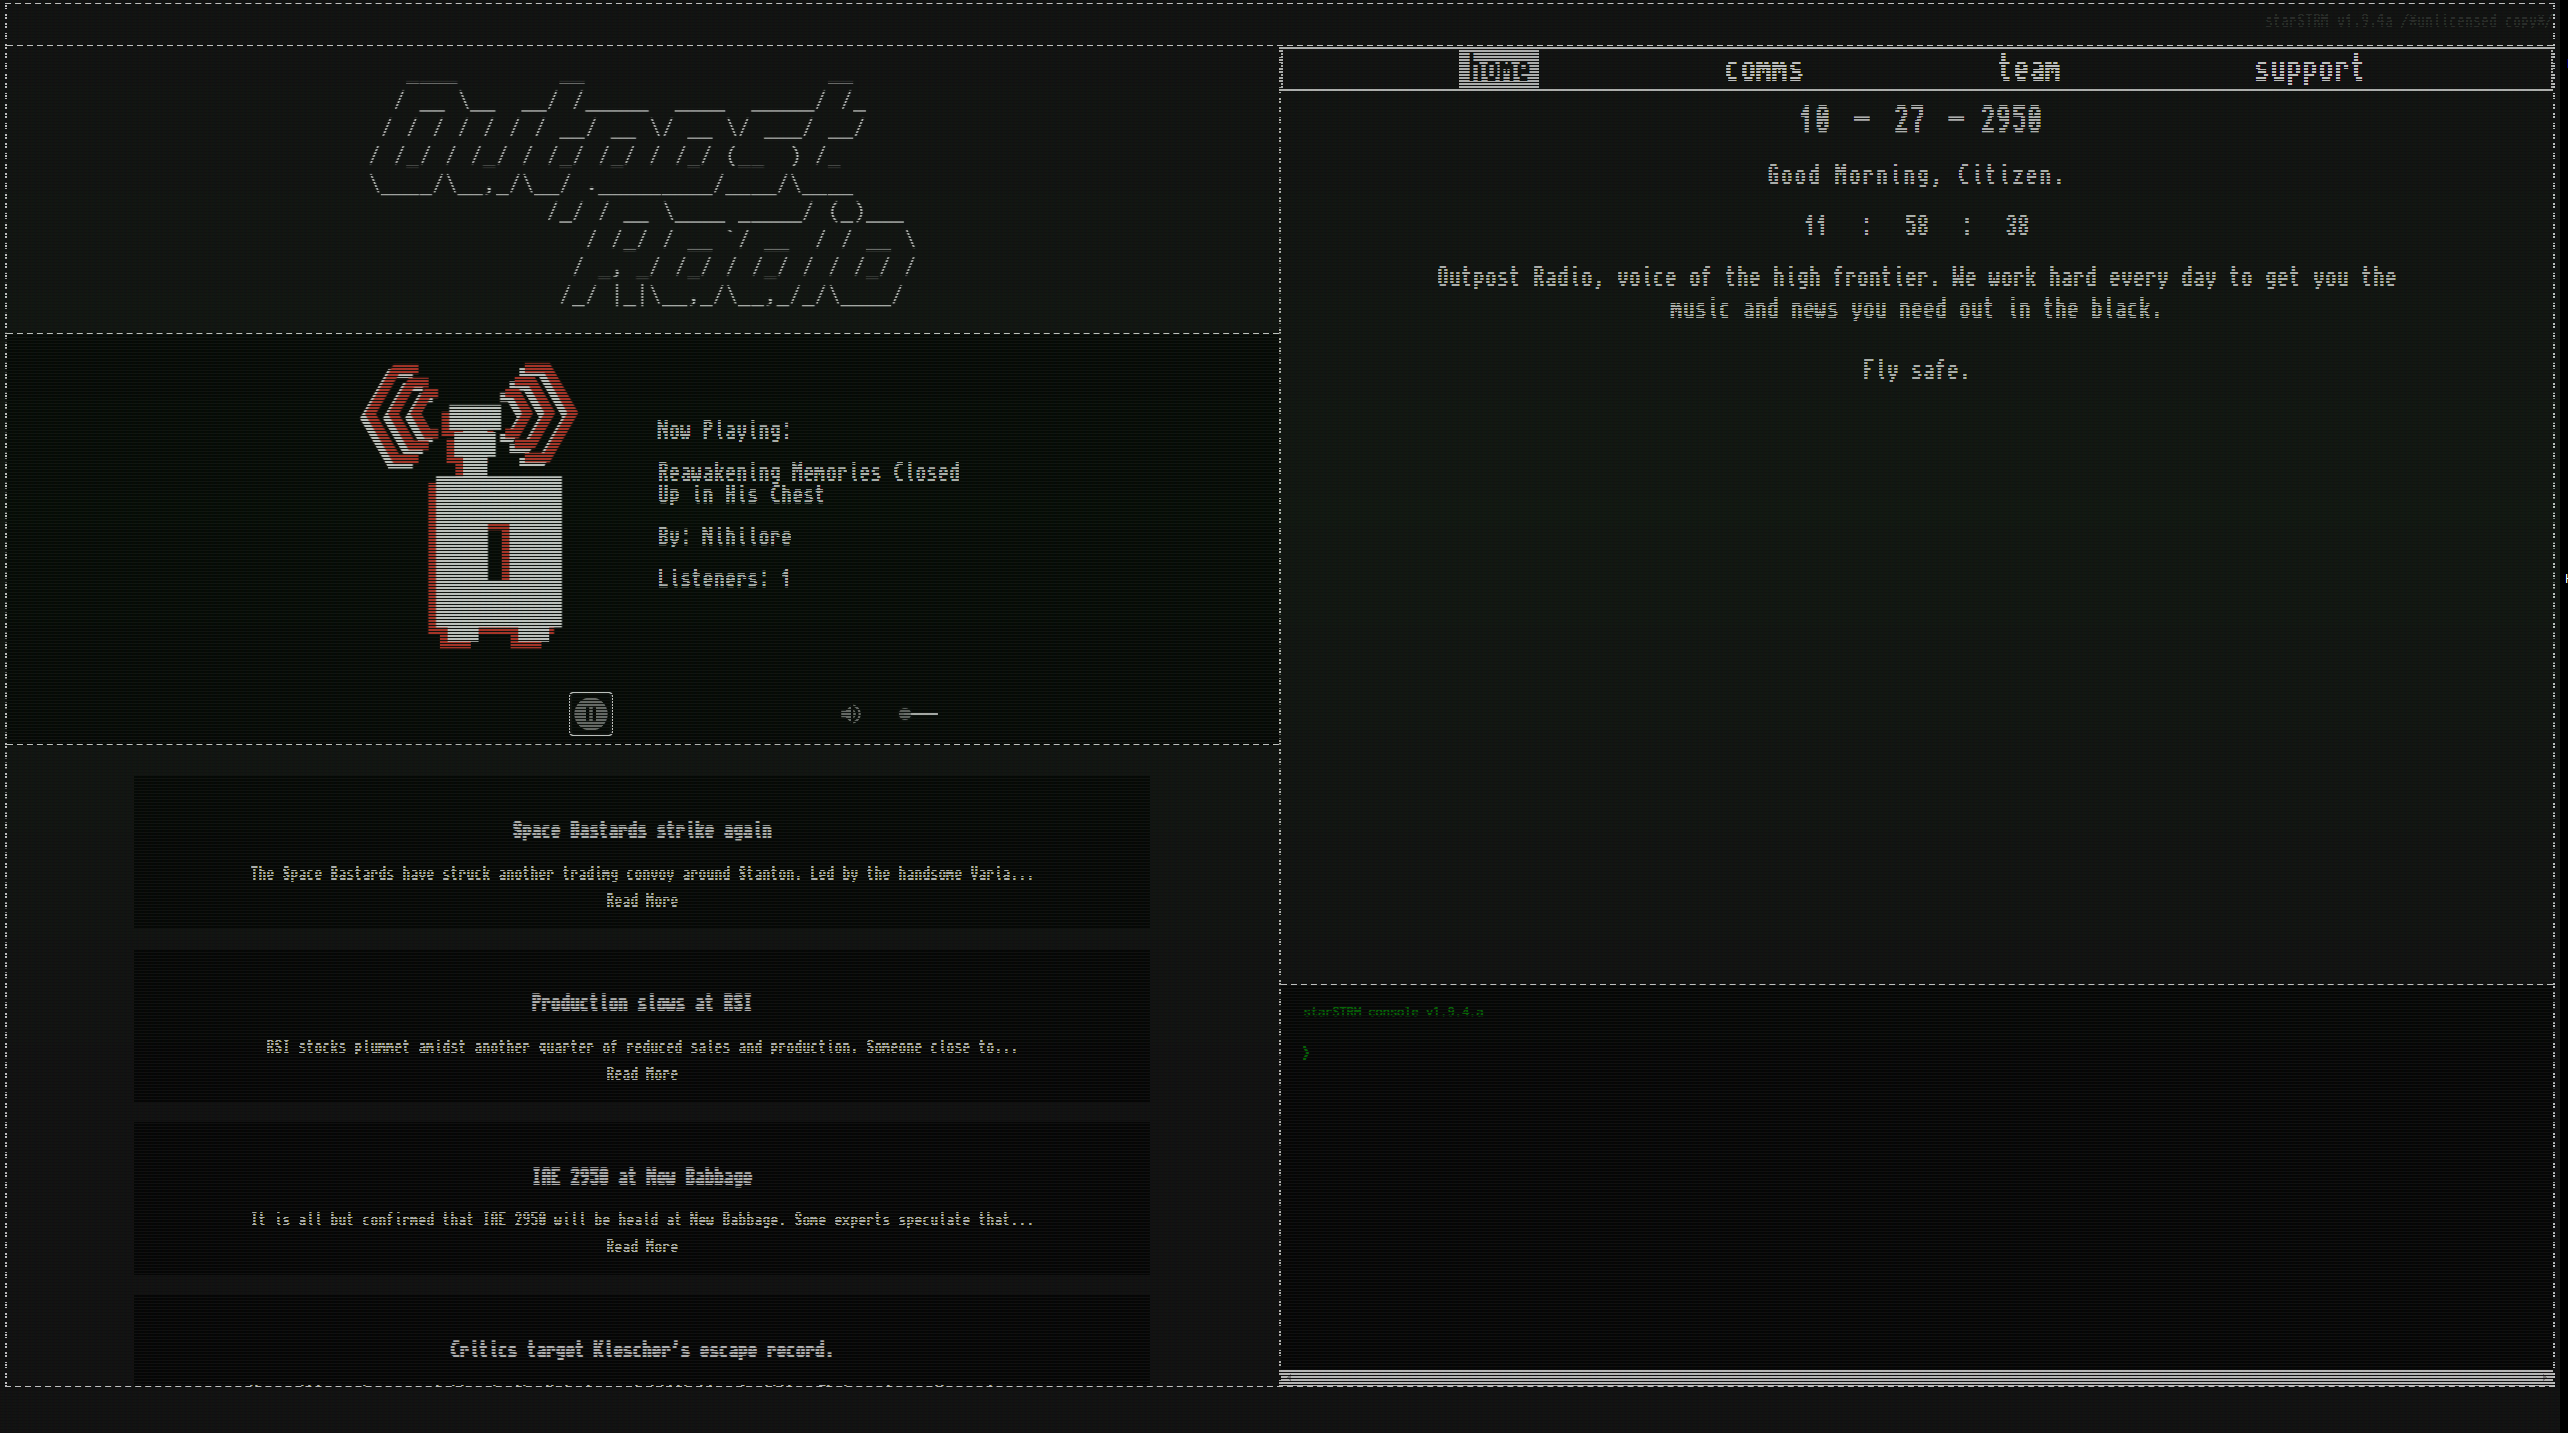 starSTRM v1.9.4a /Xunlicensed copyX/
Outpost
Radio
home comms team support
10 - 27 - 2950
Good Morning, Citizen.
11 : 58 : 38
Outpost Radio, voice of the high frontier. We work hard every day to get you the
music and news you need out in the black.
Fly safe.
Now Playing:
Reawakening Memories Closed
Up in His Chest
By: Nihilore
Listeners: 1
Space Bastards strike again
The Space Bastards have struck another trading convoy around Stanton. Led by the handsome Varia...
Read More
Production slows at RSI
RSI stocks plummet amidst another quarter of reduced sales and production. Someone close to...
Read More
IAE 2950 at New Babbage
It is all but confirmed that IAE 2950 will be heald at New Babbage. Some experts speculate that...
Read More
Critics target Klescher's escape record.
starSTRM console v1.9.4.a
>